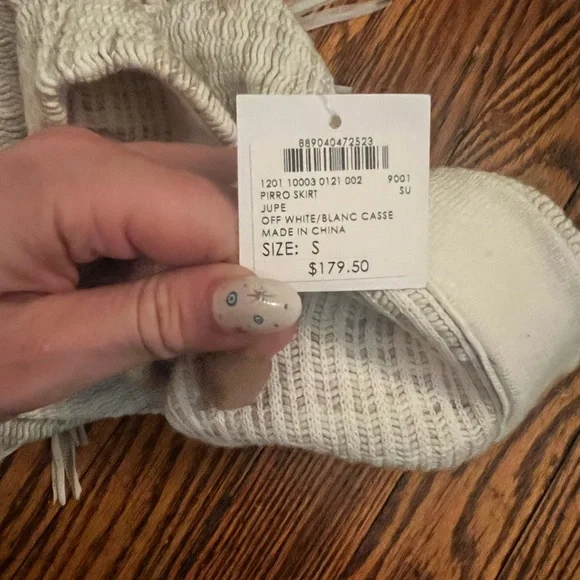 889040472523
1201 10003 0121 002 9001
PIRRO SKIRT SU
JUPE
OFF WHITE/BLANC CASSE
MADE IN CHINA
SIZE: S
$179.50